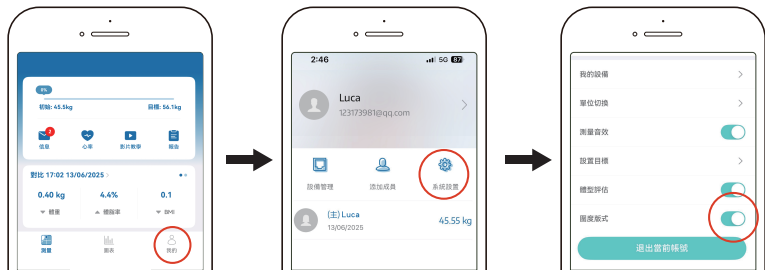 0%
初始: 45.5kg
目標: 56.1kg
2
信息
心率
影片教學
報告
對比 17:02 13/06/2025
0.40 kg
4.4%
0.1
體重
體脂率
BMI
測量
圖表
我的
2:46
5G 87
Luca
123173981@qq.com
設備管理
添加成員
系統設置
(主) Luca
13/06/2025
45.55 kg
我的設備
單位切換
測量音效
設置目標
體型評估
圖度版式
退出當前帳號